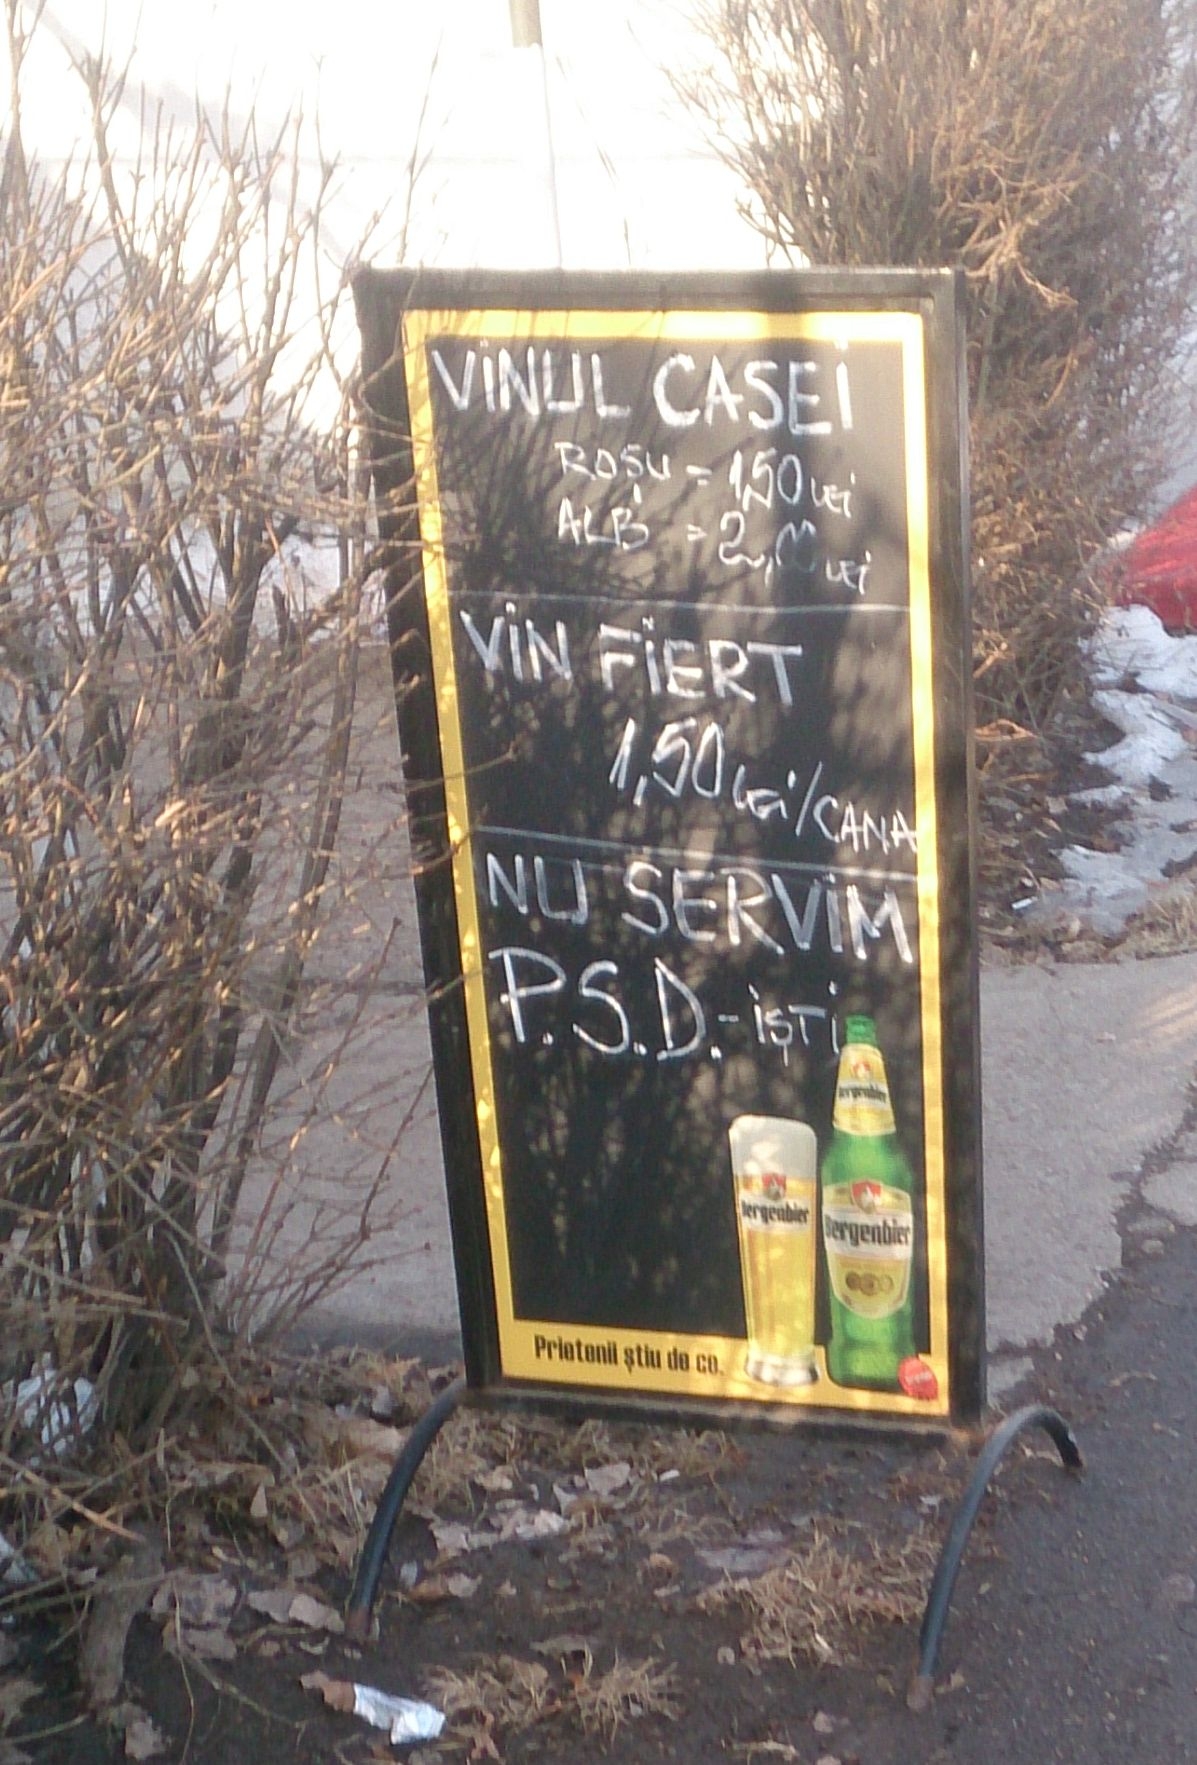 VINUL CASEI
ROȘU = 1,50 LEI
ALB = 2,00 LEI
VIN FIERT
1,50 LEI/CANA
NU SERVIM
P.S.D.-IȘTI
Bergenbier
Bergenbier
Bergenbier
Prietenii știu de ce.